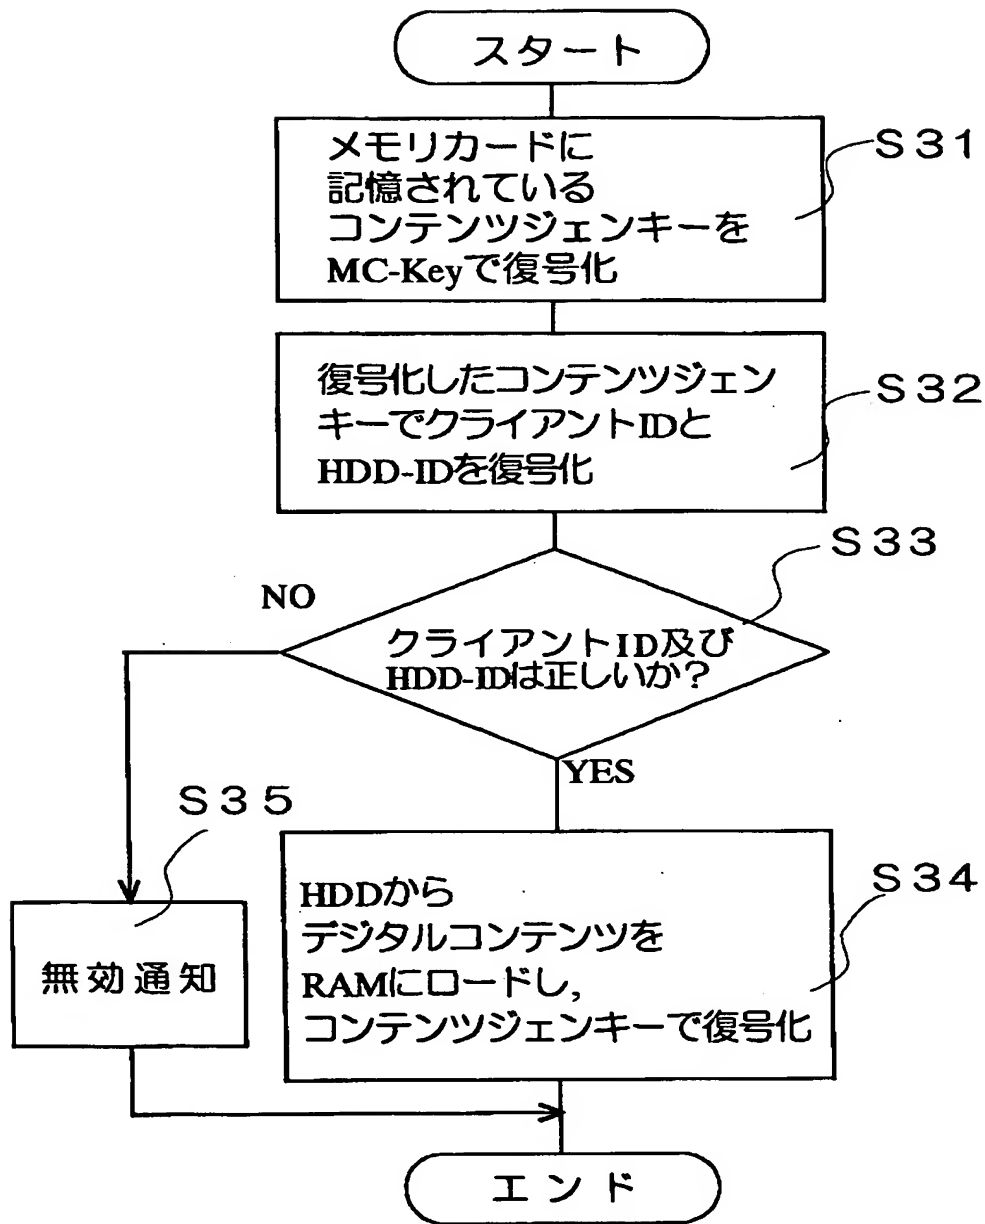 スタート
メモリカードに
記憶されている
コンテンツジェンキーを
MC-Keyで復号化
S31
復号化したコンテンツジェン
キーでクライアントIDと
HDD-IDを復号化
S32
S33
NO
クライアントID及び
HDD-IDは正しいか?
YES
S35
無効通知
HDDから
デジタルコンテンツを
RAMにロードし,
コンテンツジェンキーで復号化
S34
エンド